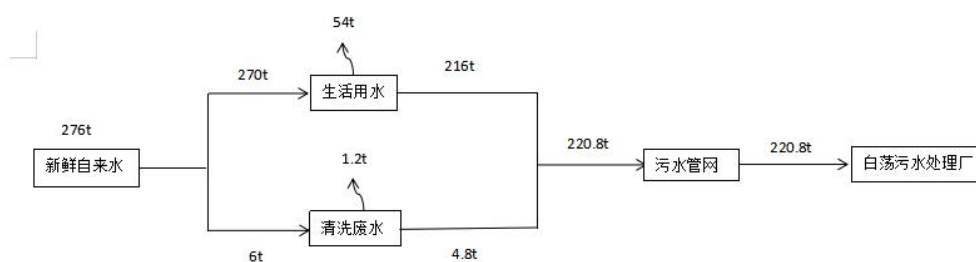 54t
270t
生活用水
216t
276t
新鲜自来水
1.2t
220.8t
污水管网
220.8t
白荡污水处理厂
清洗废水
6t
4.8t